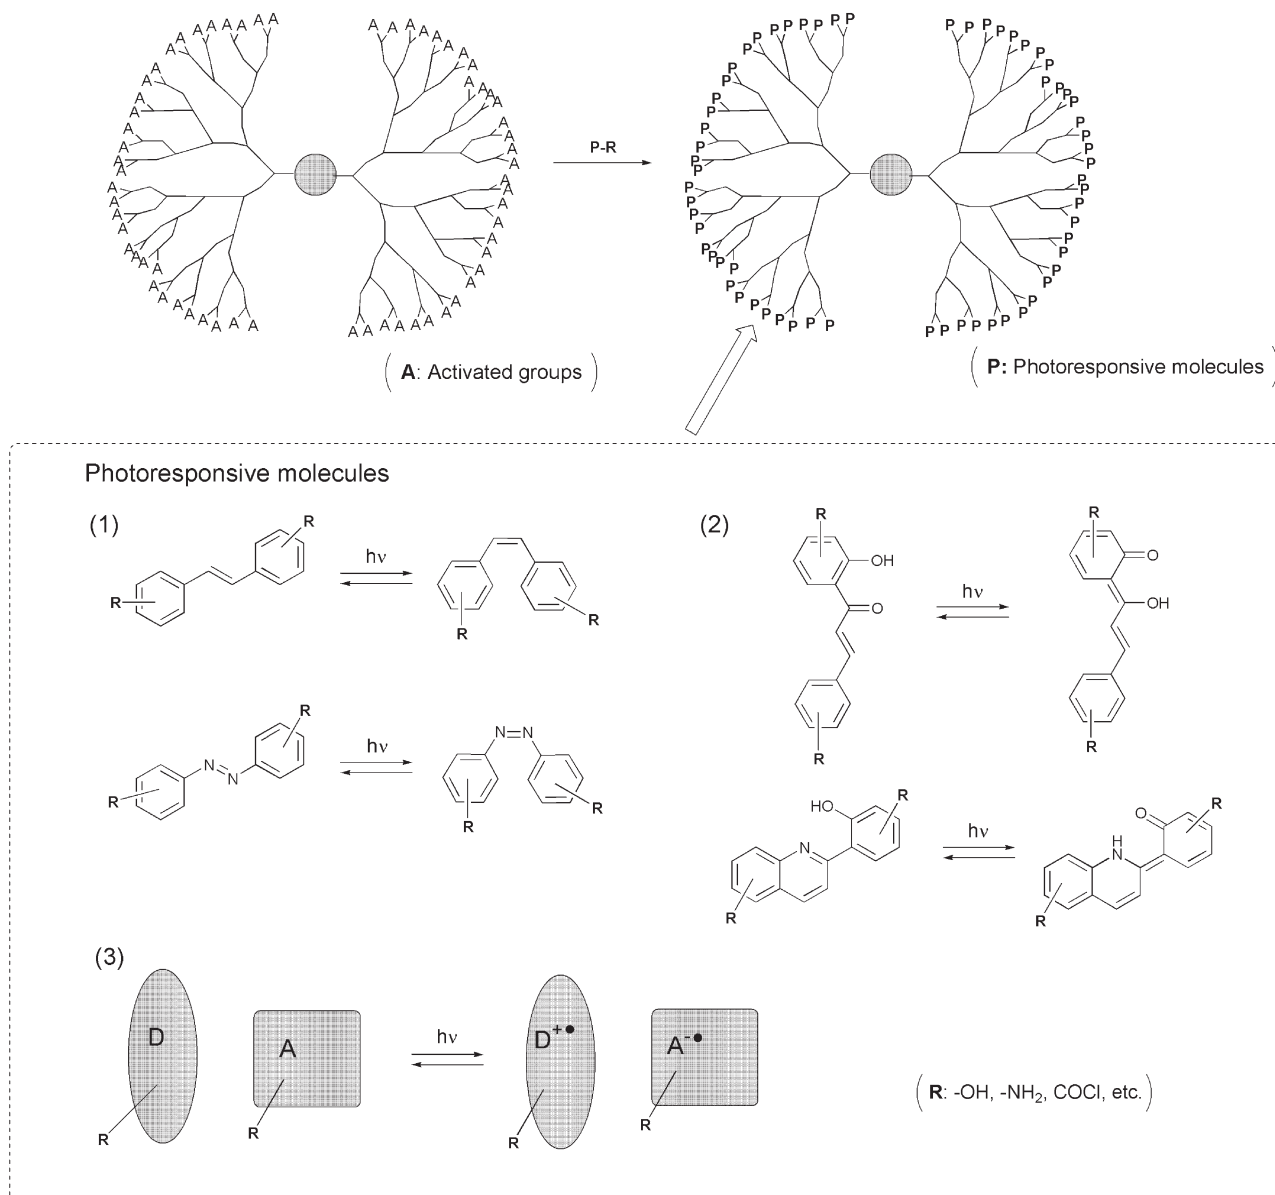 A A A A A A A A A A A A A A A A A A A A A A A A A A A A A A A A A A A A A A A A A A A A A A A A A A A A A A A A A A A A A A A A
P-R
P P P P P P P P P P P P P P P P P P P P P P P P P P P P P P P P P P P P P P P P P P P P P P P P P P P P P P P P P P P P P P P P
(A: Activated groups)
(P: Photoresponsive molecules)
Photoresponsive molecules
(1)
R
R
hν
R
R
R
R
N=N
hν
N=N
R
R
(2)
R
OH
O
R
hν
R
O
OH
R
HO
R
N
R
hν
O
R
H
N
R
(3)
D
R
A
R
hν
D+•
R
A-•
R
(R: -OH, -NH₂, COCl, etc.)